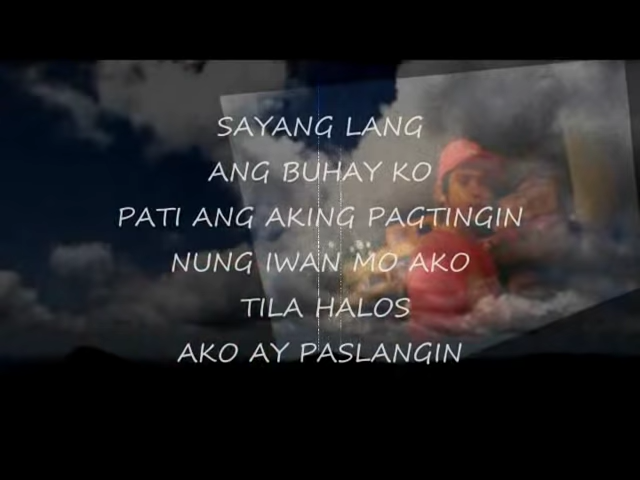 SAYANG LANG
ANG BUHAY KO
PATI ANG AKING PAGTINGIN
NUNG IWAN MO AKO
TILA HALOS
AKO AY PASLANGIN